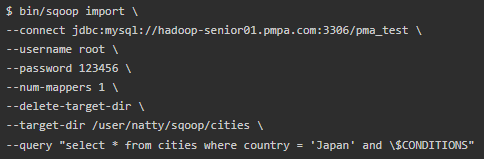 $ bin/sqoop import \
--connect jdbc:mysql://hadoop-senior01.pmpa.com:3306/pma_test \
--username root \
--password 123456 \
--num-mappers 1 \
--delete-target-dir \
--target-dir /user/natty/sqoop/cities \
--query "select * from cities where country = 'Japan' and \$CONDITIONS"